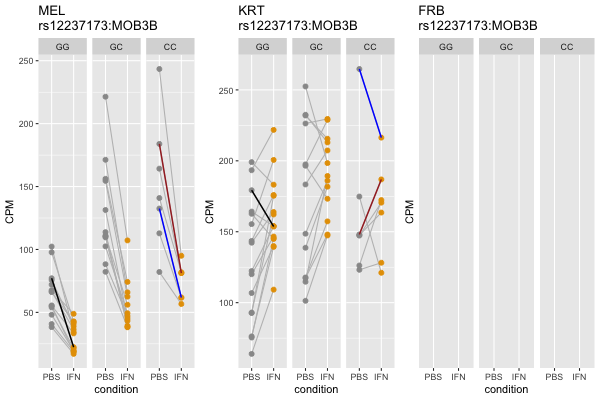 MEL
rs12237173:MOB3B
GG GC CC
CPM
250
200
150
100
50
PBS IFN PBS IFN PBS IFN
condition
KRT
rs12237173:MOB3B
GG GC CC
CPM
250
200
150
100
PBS IFN PBS IFN PBS IFN
condition
FRB
rs12237173:MOB3B
GG GC CC
CPM
PBS IFN PBS IFN PBS IFN
condition